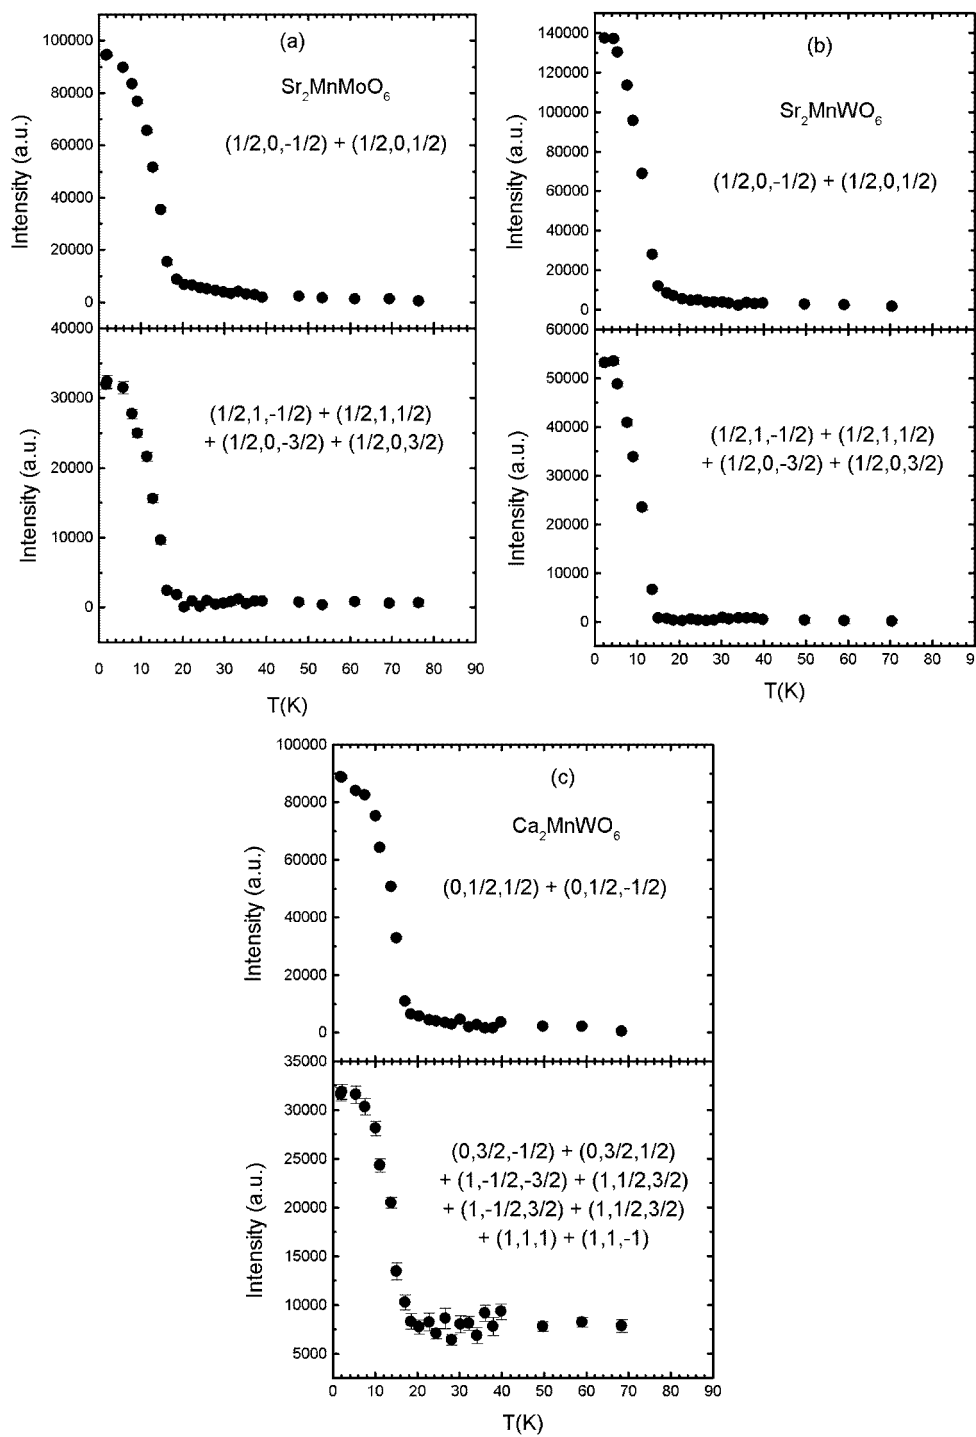 (a)
Sr₂MnMoO₆
(1/2,0,-1/2) + (1/2,0,1/2)
Intensity (a.u.)
100000
80000
60000
40000
20000
0
40000
(1/2,1,-1/2) + (1/2,1,1/2)
+ (1/2,0,-3/2) + (1/2,0,3/2)
Intensity (a.u.)
30000
20000
10000
0
0 10 20 30 40 50 60 70 80 90
T(K)
(b)
Sr₂MnWO₆
(1/2,0,-1/2) + (1/2,0,1/2)
Intensity (a.u.)
140000
120000
100000
80000
60000
40000
20000
0
60000
(1/2,1,-1/2) + (1/2,1,1/2)
+ (1/2,0,-3/2) + (1/2,0,3/2)
Intensity (a.u.)
50000
40000
30000
20000
10000
0
0 10 20 30 40 50 60 70 80 9
T(K)
(c)
Ca₂MnWO₆
(0,1/2,1/2) + (0,1/2,-1/2)
Intensity (a.u.)
100000
80000
60000
40000
20000
0
35000
(0,3/2,-1/2) + (0,3/2,1/2)
+ (1,-1/2,-3/2) + (1,1/2,3/2)
+ (1,-1/2,3/2) + (1,1/2,3/2)
+ (1,1,1) + (1,1,-1)
Intensity (a.u.)
30000
25000
20000
15000
10000
5000
0 10 20 30 40 50 60 70 80 90
T(K)